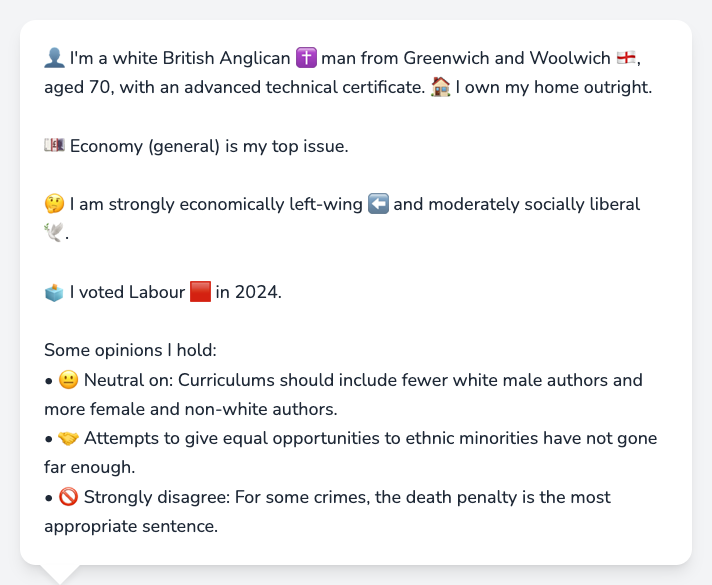 👤 I'm a white British Anglican ✝️ man from Greenwich and Woolwich 🏴󠁧󠁢󠁥󠁮󠁧󠁿,
aged 70, with an advanced technical certificate. 🏠 I own my home outright.
💷 Economy (general) is my top issue.
🤔 I am strongly economically left-wing ⬅️ and moderately socially liberal
🕊️.
🗳️ I voted Labour 🟥 in 2024.
Some opinions I hold:
• 😐 Neutral on: Curriculums should include fewer white male authors and
more female and non-white authors.
• 🤝 Attempts to give equal opportunities to ethnic minorities have not gone
far enough.
• 🚫 Strongly disagree: For some crimes, the death penalty is the most
appropriate sentence.